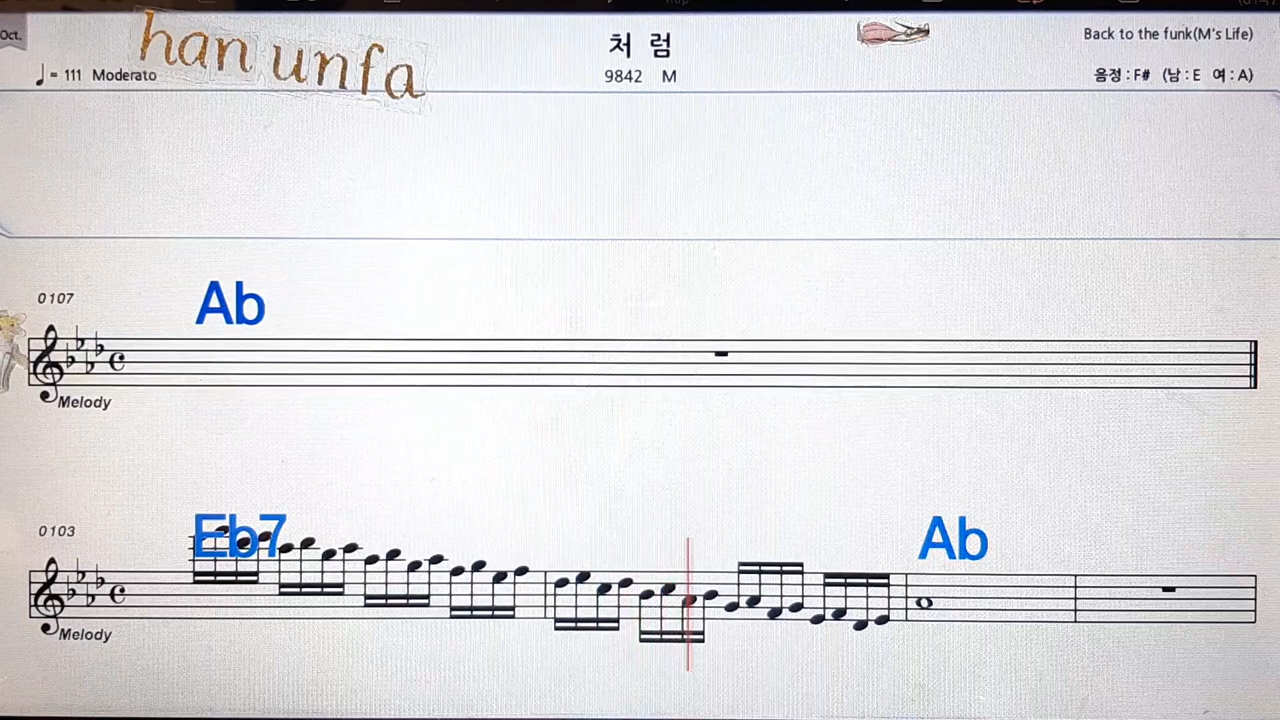 Oct.
han unfa
처 럼
Back to the funk(M's Life)
♩= 111 Moderato
9842 M
음정 : F# (남 : E 여 : A)
0107
Ab
Melody
0103
Eb7
Ab
Melody